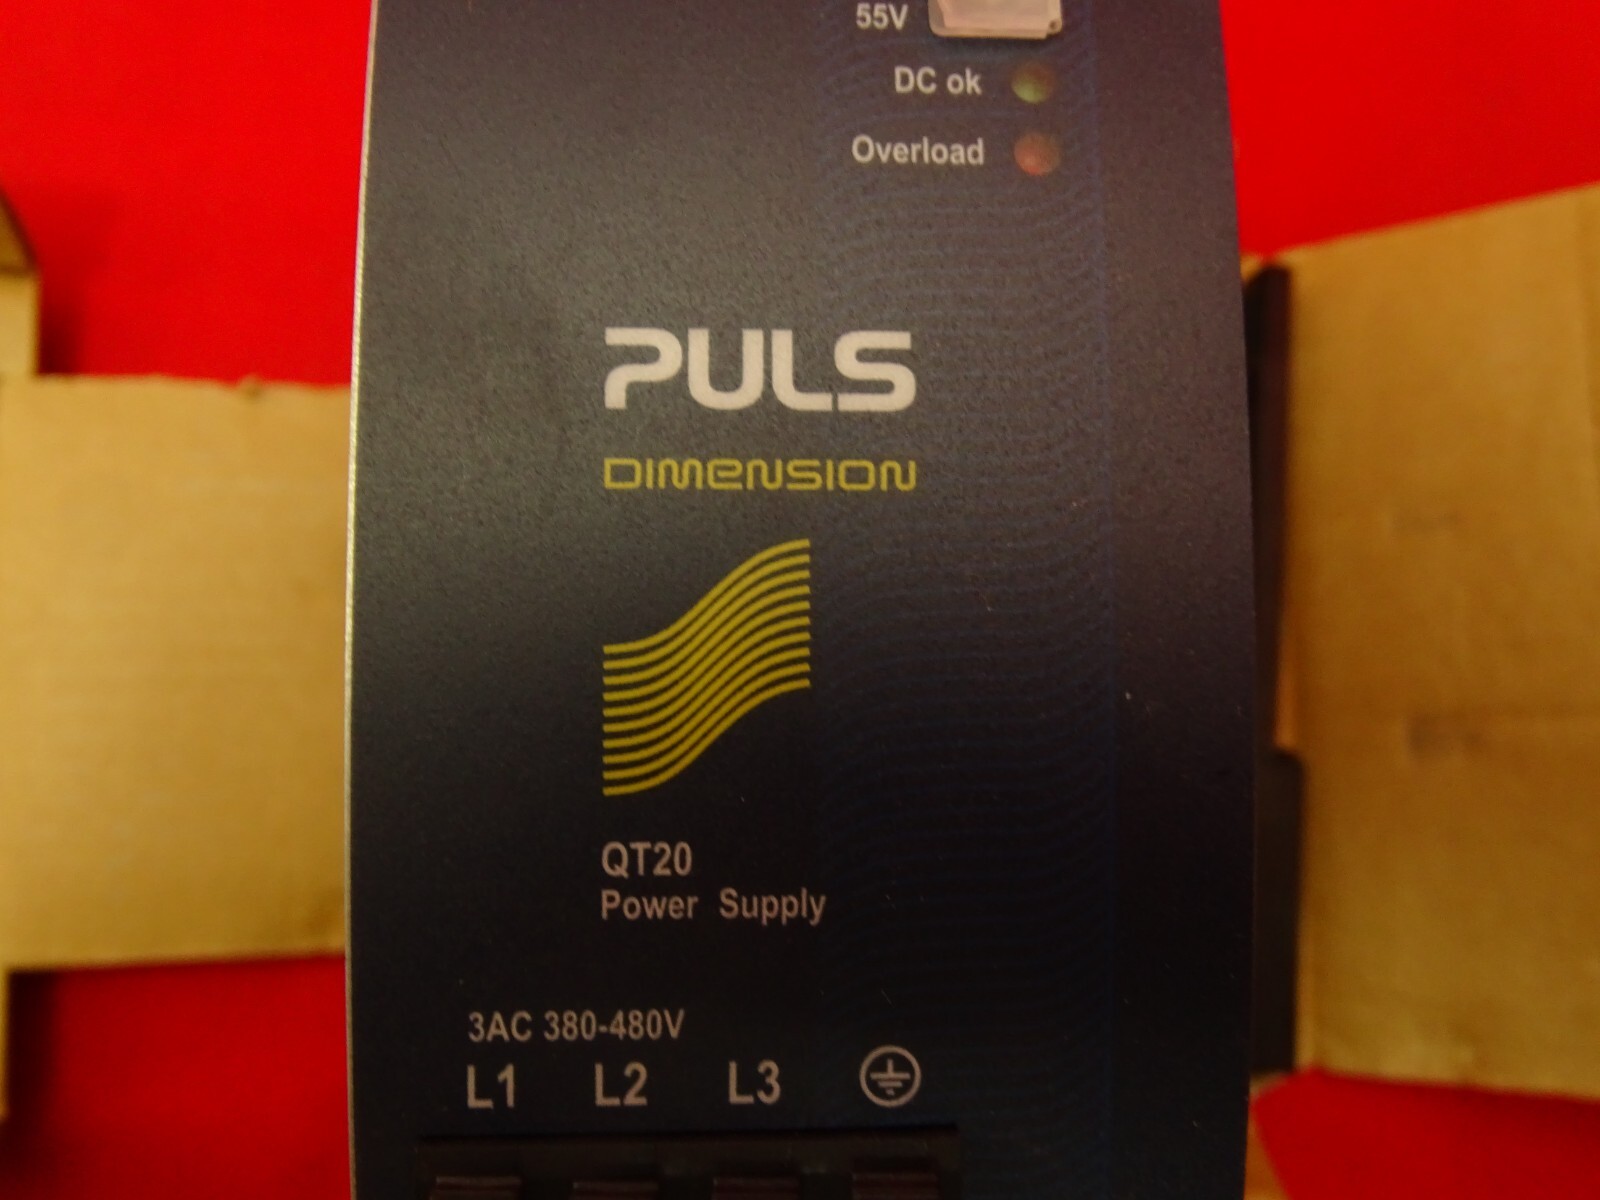 55V
DC ok
Overload
PULS
DIMENSION
QT20
Power Supply
3AC 380-480V
L1 L2 L3